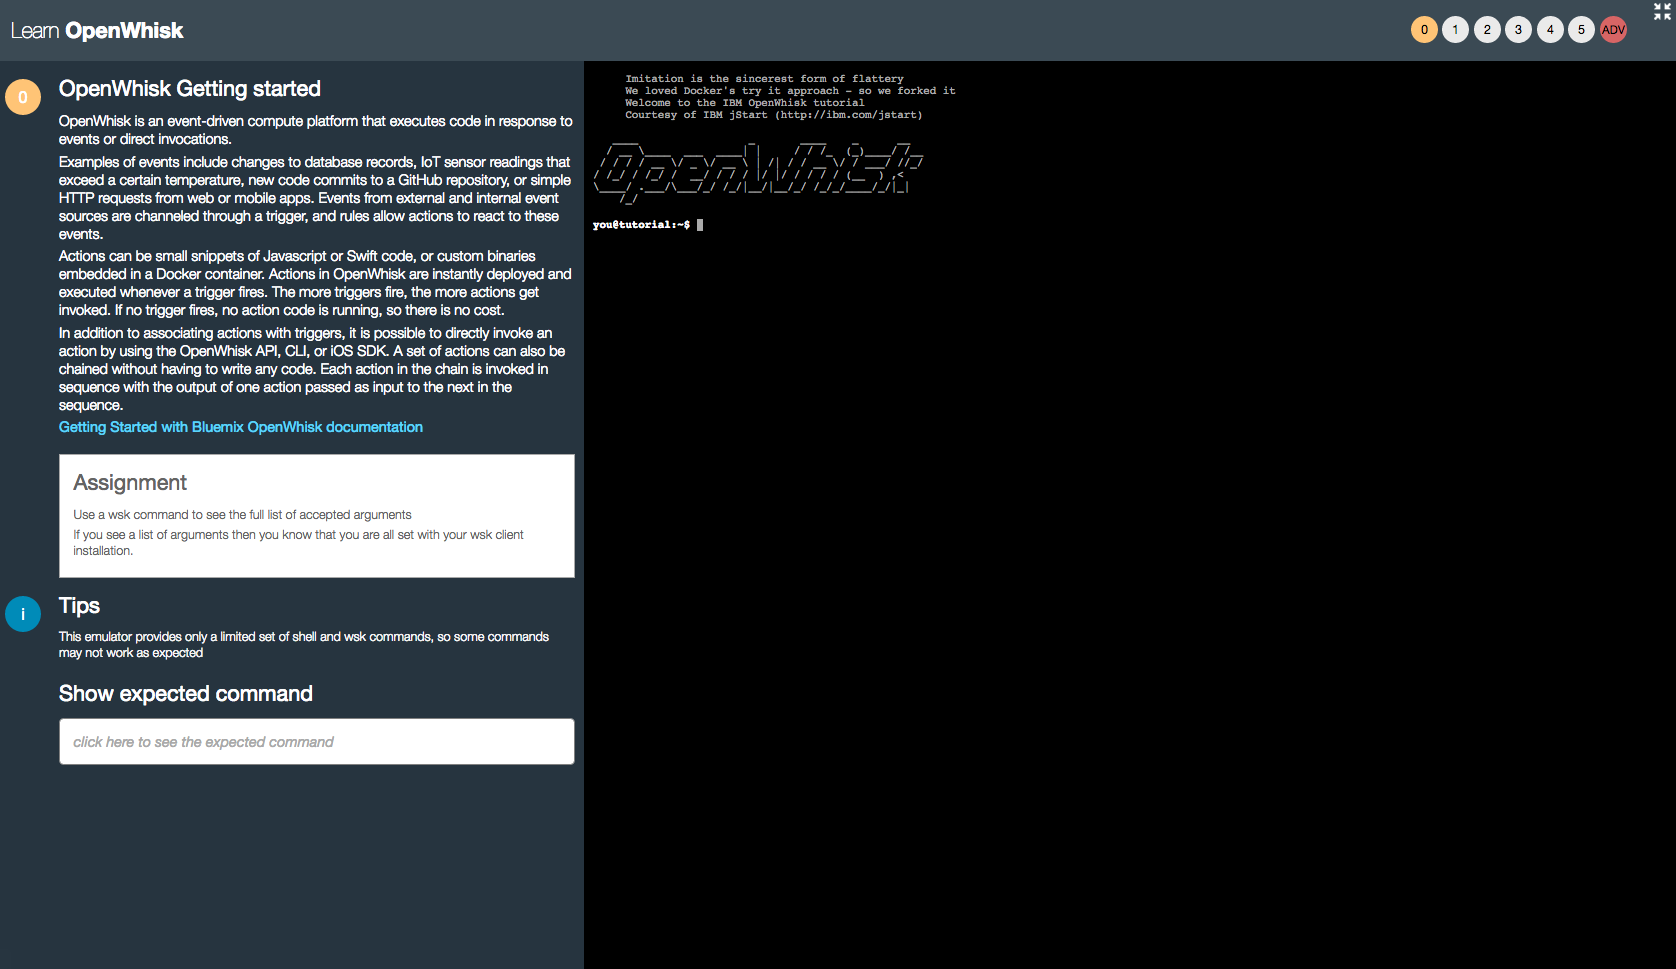 Learn OpenWhisk
0 1 2 3 4 5 ADV
0
OpenWhisk Getting started
OpenWhisk is an event-driven compute platform that executes code in response to
events or direct invocations.
Examples of events include changes to database records, IoT sensor readings that
exceed a certain temperature, new code commits to a GitHub repository, or simple
HTTP requests from web or mobile apps. Events from external and internal event
sources are channeled through a trigger, and rules allow actions to react to these
events.
Actions can be small snippets of Javascript or Swift code, or custom binaries
embedded in a Docker container. Actions in OpenWhisk are instantly deployed and
executed whenever a trigger fires. The more triggers fire, the more actions get
invoked. If no trigger fires, no action code is running, so there is no cost.
In addition to associating actions with triggers, it is possible to directly invoke an
action by using the OpenWhisk API, CLI, or iOS SDK. A set of actions can also be
chained without having to write any code. Each action in the chain is invoked in
sequence with the output of one action passed as input to the next in the
sequence.
Getting Started with Bluemix OpenWhisk documentation
Assignment
Use a wsk command to see the full list of accepted arguments
If you see a list of arguments then you know that you are all set with your wsk client
installation.
i
Tips
This emulator provides only a limited set of shell and wsk commands, so some commands
may not work as expected
Show expected command
click here to see the expected command
Imitation is the sincerest form of flattery
We loved Docker's try it approach - so we forked it
Welcome to the IBM OpenWhisk tutorial
Courtesy of IBM jStart (http://ibm.com/jstart)
OpenWhisk
you@tutorial:~$